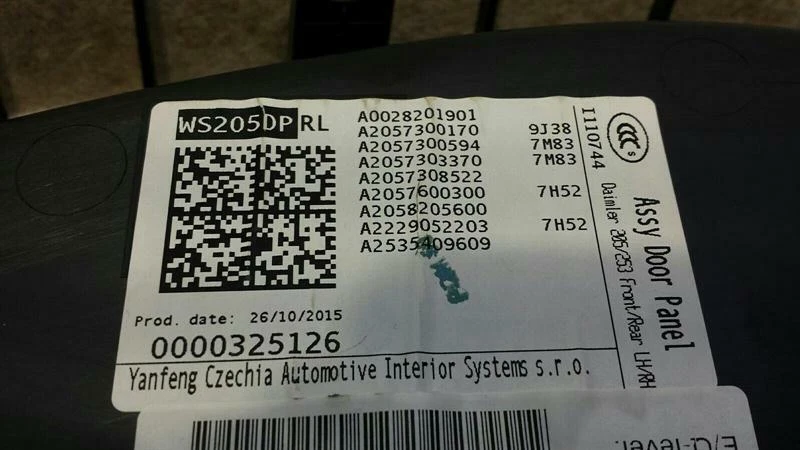 WS205DP RL
A0028201901
A2057300170 9J38
A2057300594 7M83
A2057303370 7M83
A2057308522
A2057600300 7H52
A2058205600
A2229052203 7H52
A2535409609
Prod. date: 26/10/2015
0000325126
Yanfeng Czechia Automotive Interior Systems s.r.o.
I110744
CCC S
Assy Door Panel
Daimler 205/253 Front/Rear LH/RH
E/Q-lever.